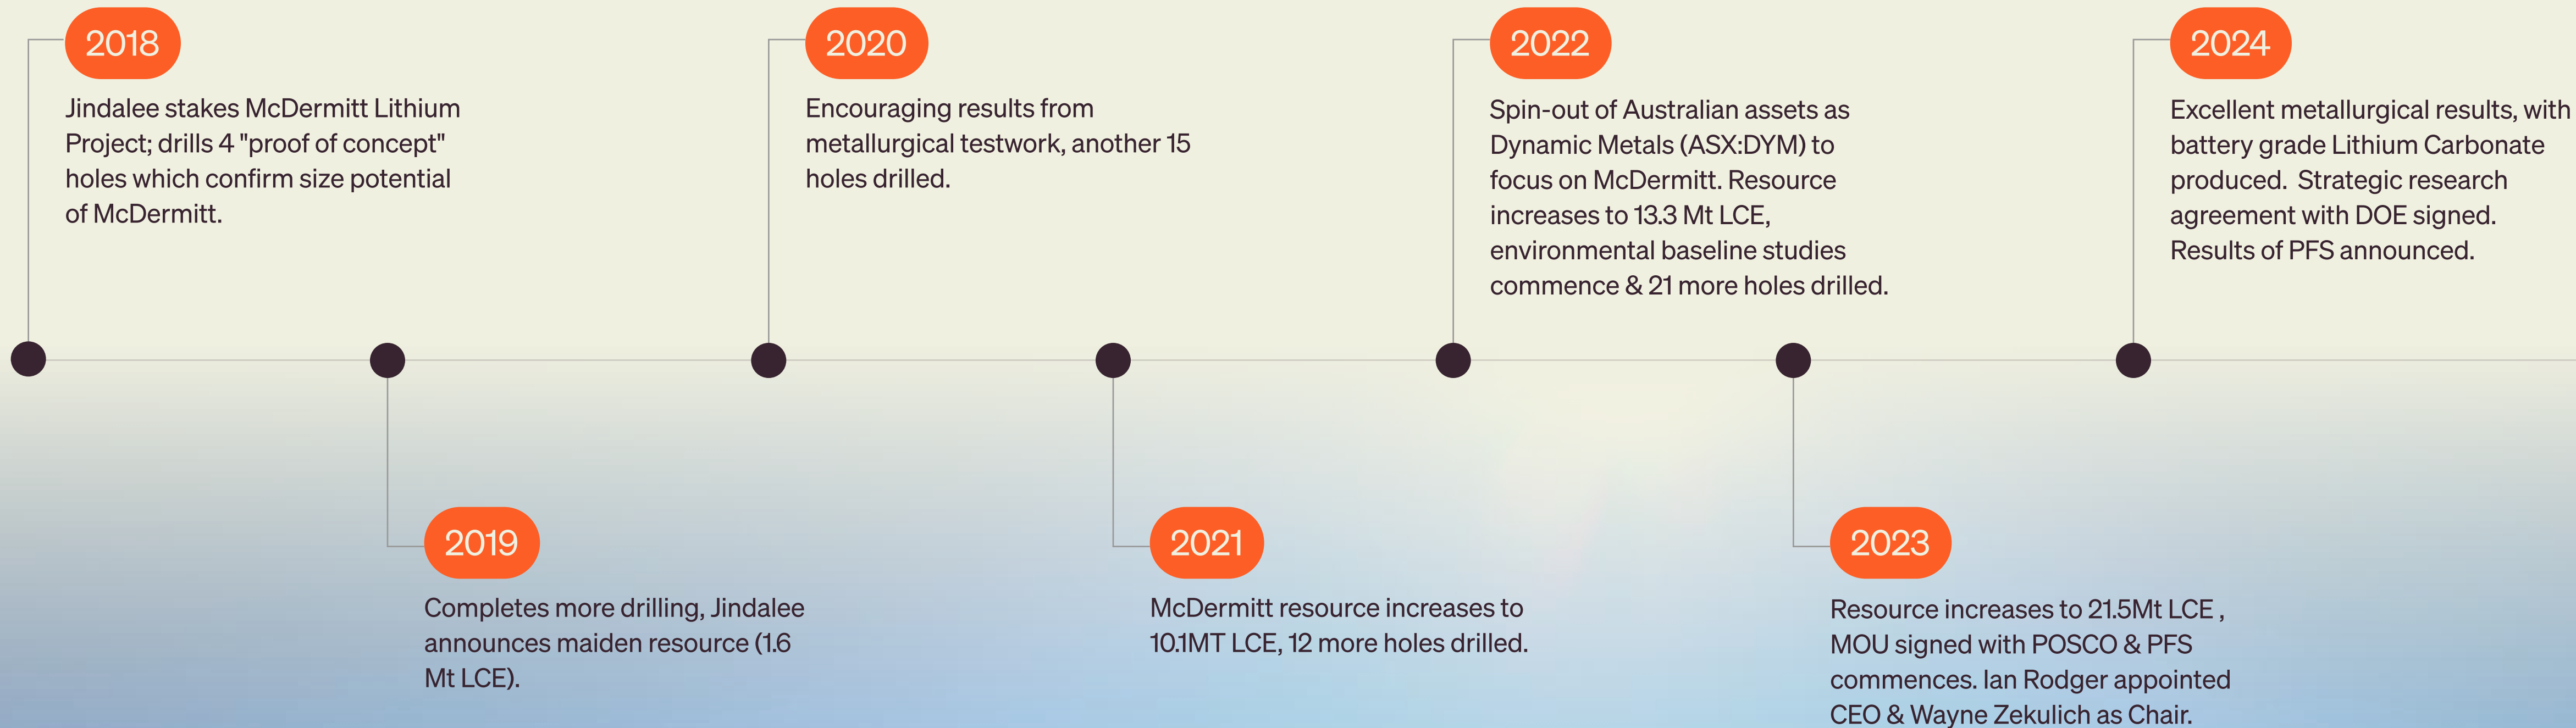 2018
Jindalee stakes McDermitt Lithium
Project; drills 4 "proof of concept"
holes which confirm size potential
of McDermitt.
2019
Completes more drilling, Jindalee
announces maiden resource (1.6
Mt LCE).
2020
Encouraging results from
metallurgical testwork, another 15
holes drilled.
2021
McDermitt resource increases to
10.1MT LCE, 12 more holes drilled.
2022
Spin-out of Australian assets as
Dynamic Metals (ASX:DYM) to
focus on McDermitt. Resource
increases to 13.3 Mt LCE,
environmental baseline studies
commence & 21 more holes drilled.
2023
Resource increases to 21.5Mt LCE ,
MOU signed with POSCO & PFS
commences. Ian Rodger appointed
CEO & Wayne Zekulich as Chair.
2024
Excellent metallurgical results, with
battery grade Lithium Carbonate
produced.  Strategic research
agreement with DOE signed.
Results of PFS announced.